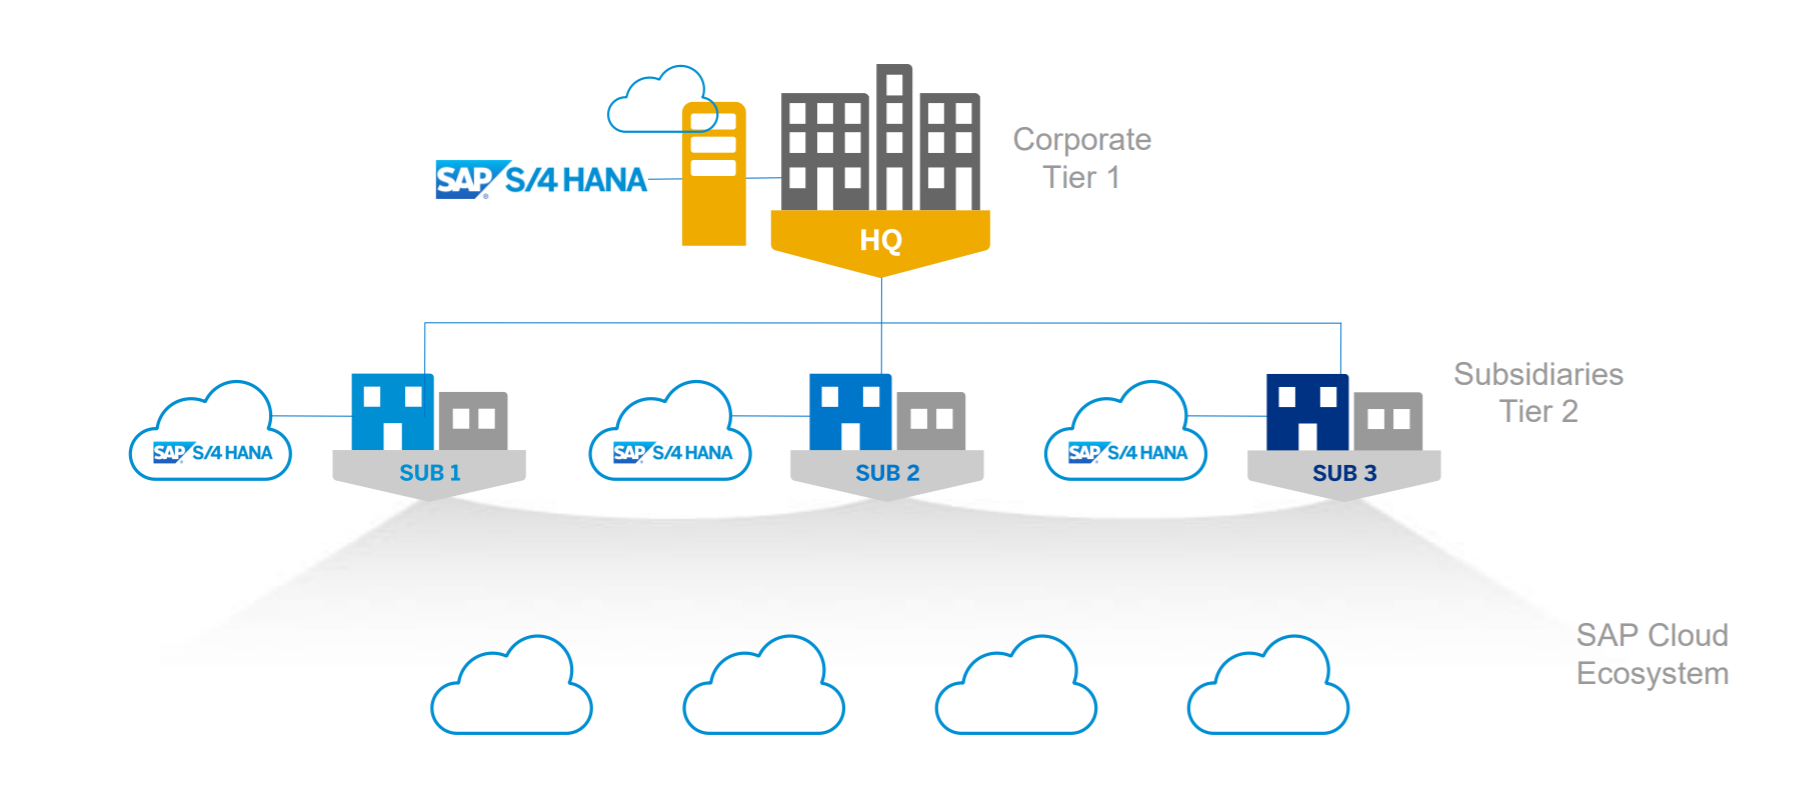 Corporate
Tier 1
SAP® S/4 HANA
HQ
Subsidiaries
Tier 2
SAP S/4 HANA
SUB 1
SAP S/4 HANA
SUB 2
SAP S/4 HANA
SUB 3
SAP Cloud
Ecosystem